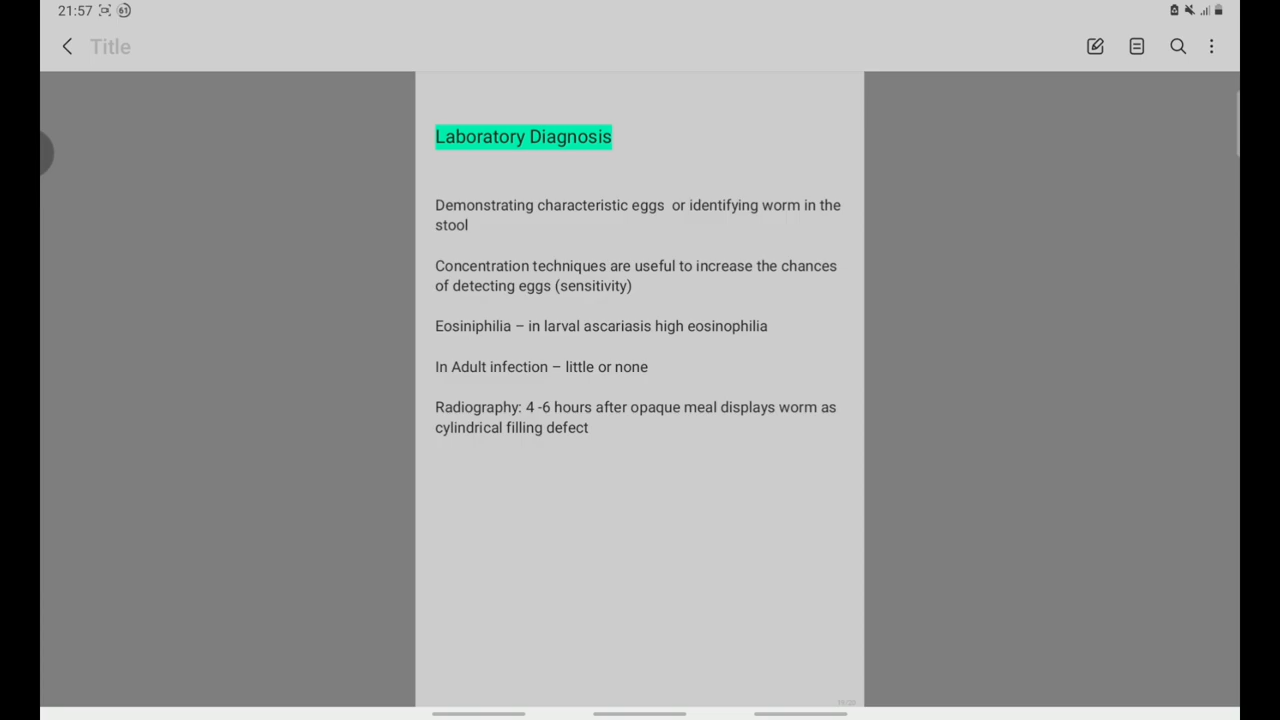 21:57 61
Title
Laboratory Diagnosis
Demonstrating characteristic eggs or identifying worm in the
stool
Concentration techniques are useful to increase the chances
of detecting eggs (sensitivity)
Eosiniphilia – in larval ascariasis high eosinophilia
In Adult infection – little or none
Radiography: 4 -6 hours after opaque meal displays worm as
cylindrical filling defect